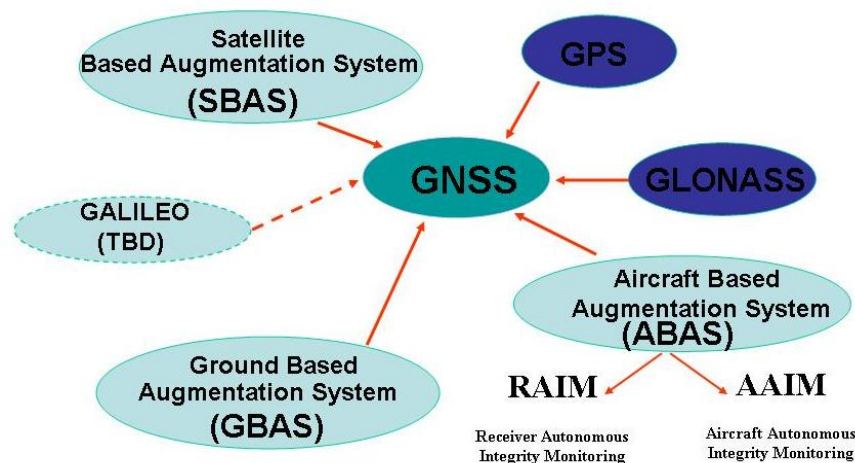 Satellite
Based Augmentation System
(SBAS)
GPS
GNSS
GLONASS
GALILEO
(TBD)
Aircraft Based
Augmentation System
(ABAS)
Ground Based
Augmentation System
(GBAS)
RAIM
AAIM
Receiver Autonomous
Integrity Monitoring
Aircraft Autonomous
Integrity Monitoring